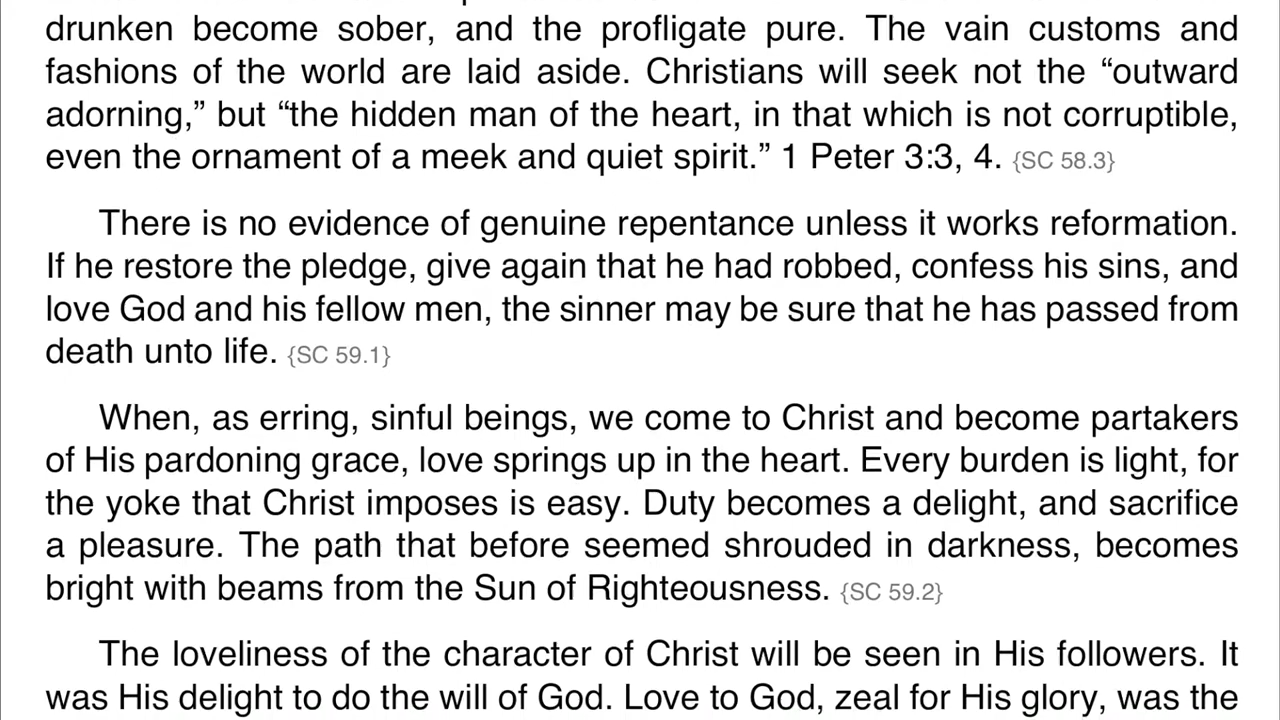 drunken become sober, and the profligate pure. The vain customs and
fashions of the world are laid aside. Christians will seek not the “outward
adorning,” but “the hidden man of the heart, in that which is not corruptible,
even the ornament of a meek and quiet spirit.” 1 Peter 3:3, 4. {SC 58.3}
There is no evidence of genuine repentance unless it works reformation.
If he restore the pledge, give again that he had robbed, confess his sins, and
love God and his fellow men, the sinner may be sure that he has passed from
death unto life. {SC 59.1}
When, as erring, sinful beings, we come to Christ and become partakers
of His pardoning grace, love springs up in the heart. Every burden is light, for
the yoke that Christ imposes is easy. Duty becomes a delight, and sacrifice
a pleasure. The path that before seemed shrouded in darkness, becomes
bright with beams from the Sun of Righteousness. {SC 59.2}
The loveliness of the character of Christ will be seen in His followers. It
was His delight to do the will of God. Love to God, zeal for His glory, was the